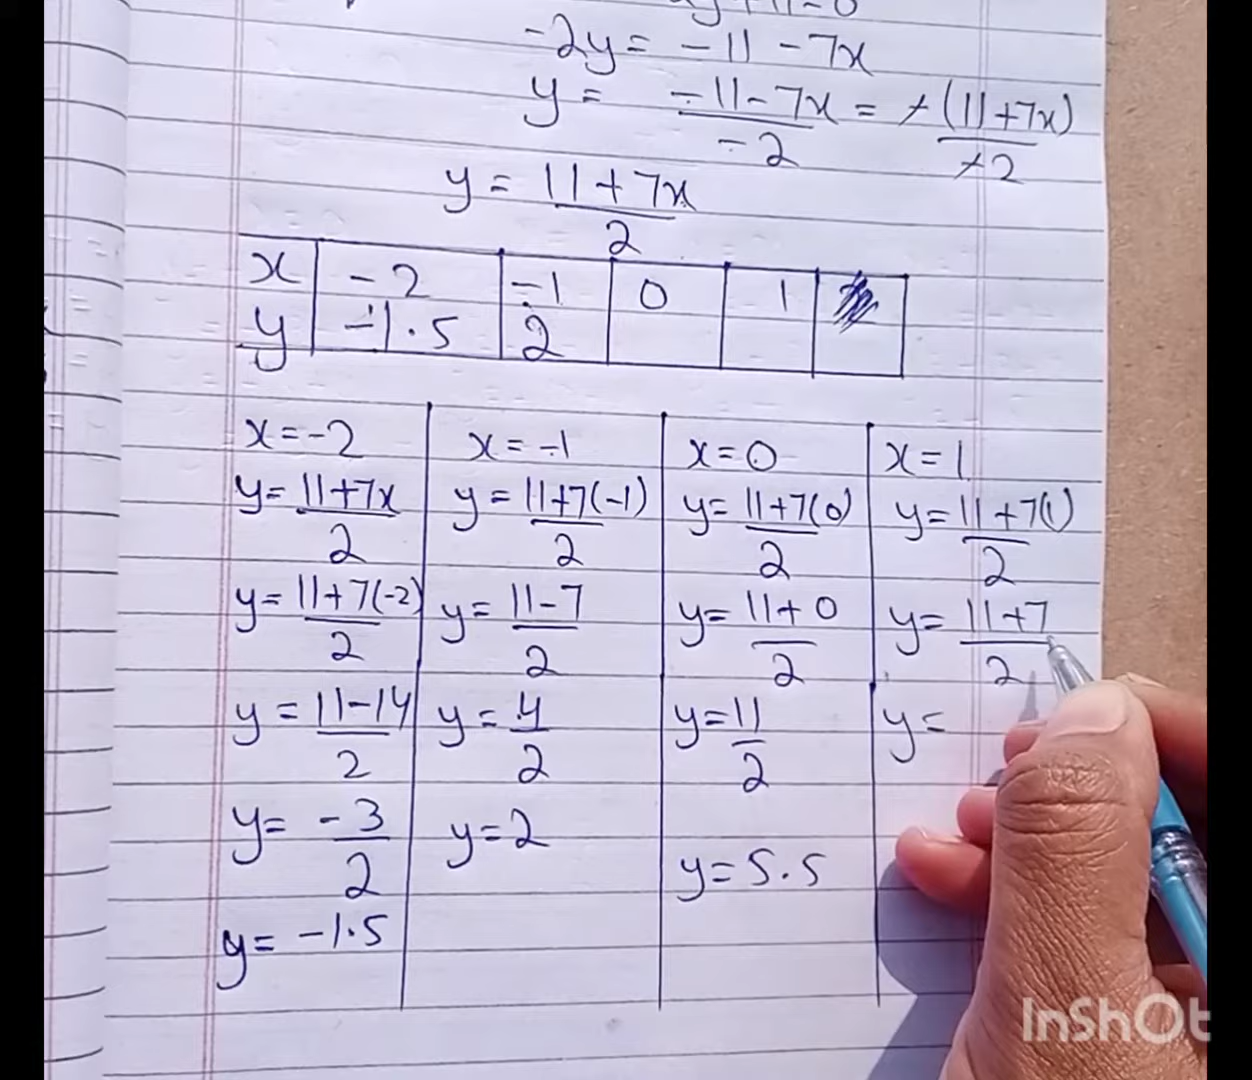 -2y = -11 - 7x
y = -11 - 7x / -2 = -(11 + 7x) / -2
y = 11 + 7x / 2
x -2 -1 0 1
y -1.5 2
x = -2
y = 11+7x / 2
y = 11+7(-2) / 2
y = 11-14 / 2
y = -3 / 2
y = -1.5
x = -1
y = 11+7(-1) / 2
y = 11-7 / 2
y = 4 / 2
y = 2
x = 0
y = 11+7(0) / 2
y = 11+0 / 2
y = 11 / 2
y = 5.5
x = 1
y = 11+7(1) / 2
y = 11+7 / 2
y =
InShOt